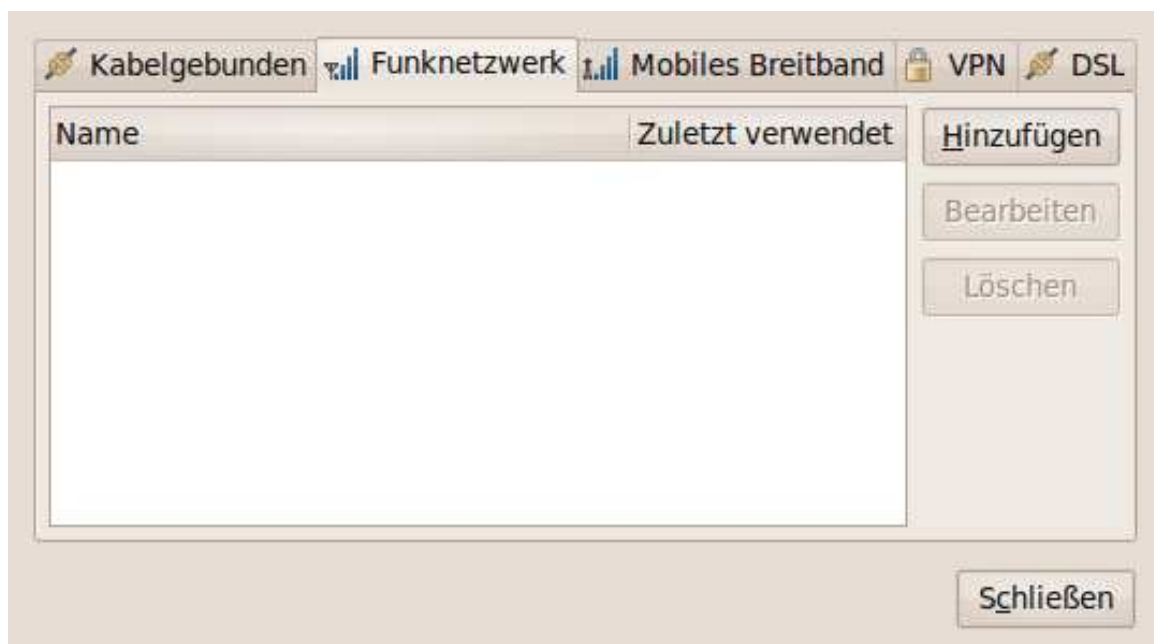 Kabelgebunden Funknetzwerk Mobiles Breitband VPN DSL
Name Zuletzt verwendet Hinzufügen
Bearbeiten
Löschen
Schließen